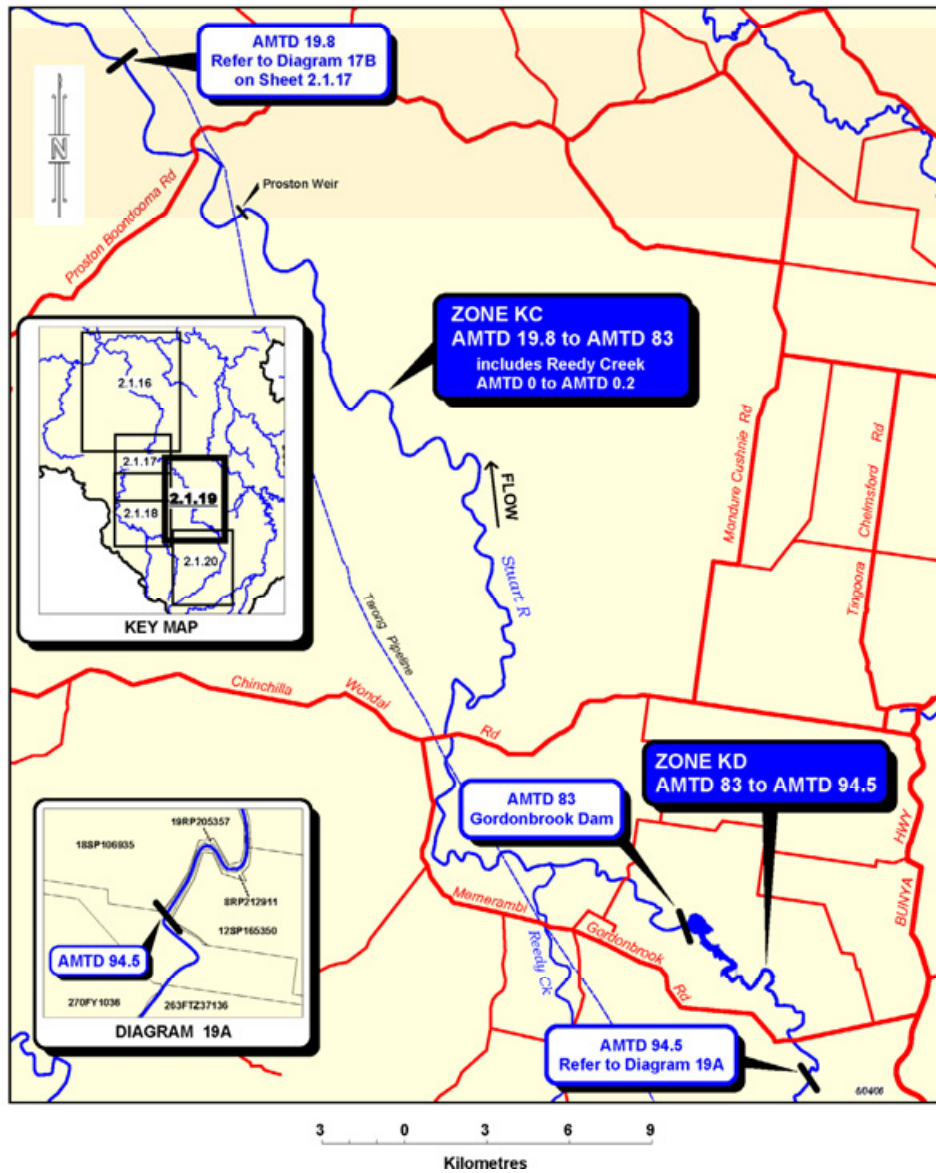 AMTD 19.8
Refer to Diagram 17B
on Sheet 2.1.17
N
Proston Boondooma Rd
Proston Weir
ZONE KC
AMTD 19.8 to AMTD 83
includes Reedy Creek
AMTD 0 to AMTD 0.2
2.1.16
2.1.17
2.1.19
2.1.18
2.1.20
KEY MAP
FLOW
Stuart R
Mondure Cushnie Rd
Tingoora Chelmsford Rd
Tarong Pipeline
Chinchilla Wondai Rd
ZONE KD
AMTD 83 to AMTD 94.5
AMTD 83
Gordonbrook Dam
BUNYA HWY
Memerambi Gordonbrook Rd
Reedy Ck
19RP205357
18SP106935
8RP212911
12SP165350
AMTD 94.5
270FY1036
263FTZ37136
DIAGRAM 19A
AMTD 94.5
Refer to Diagram 19A
6/04/06
3 0 3 6 9
Kilometres